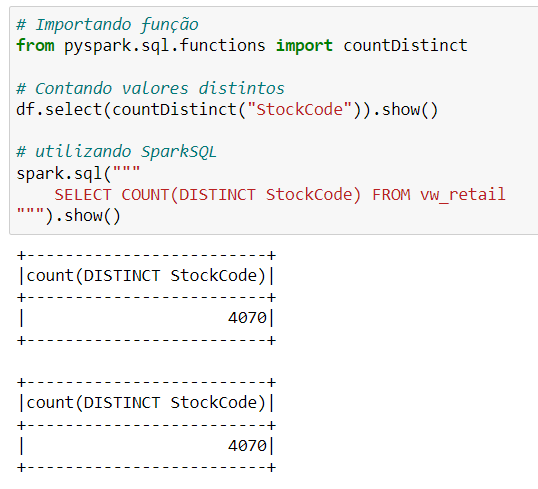 # Importando função
from pyspark.sql.functions import countDistinct
# Contando valores distintos
df.select(countDistinct("StockCode")).show()
# utilizando SparkSQL
spark.sql("""
    SELECT COUNT(DISTINCT StockCode) FROM vw_retail
""").show()
+-------------------------+
|count(DISTINCT StockCode)|
+-------------------------+
|                     4070|
+-------------------------+
+-------------------------+
|count(DISTINCT StockCode)|
+-------------------------+
|                     4070|
+-------------------------+